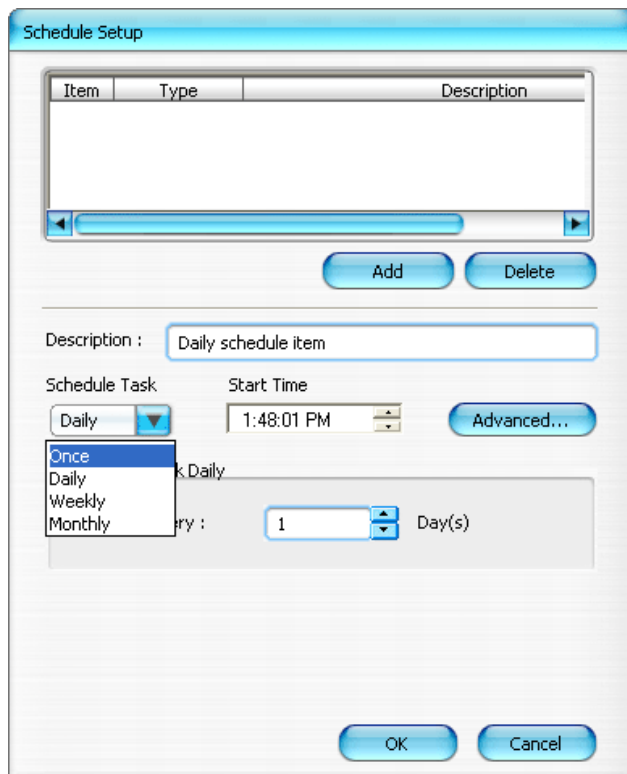 Schedule Setup
Item Type Description
Add Delete
Description : Daily schedule item
Schedule Task Start Time
Daily 1:48:01 PM Advanced...
Once
k Daily
Daily
Weekly
ery : 1 Day(s)
Monthly
OK Cancel